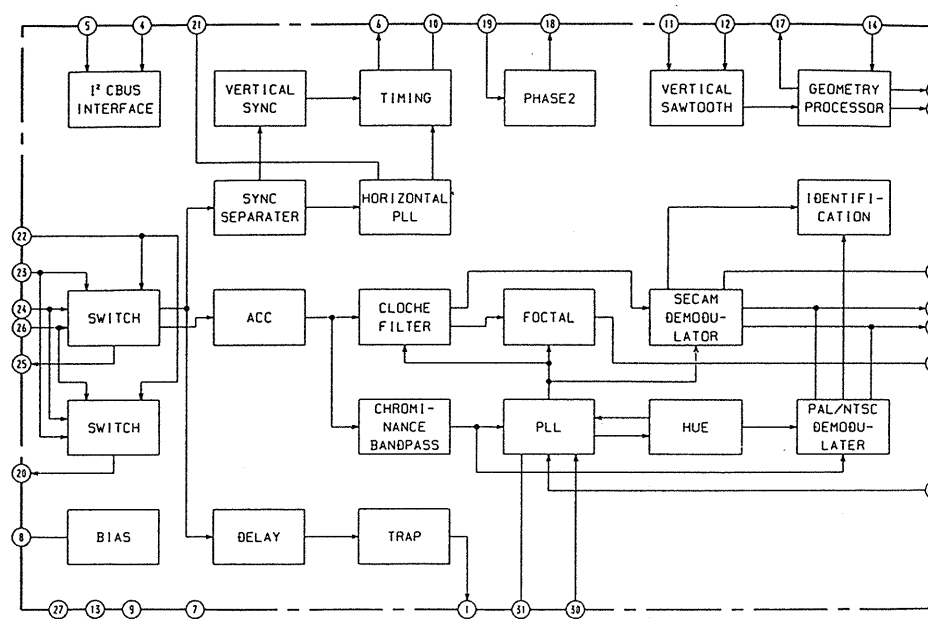 5
4
21
6
10
19
18
11
12
17
14
I² CBUS
INTERFACE
VERTICAL
SYNC
TIMING
PHASE2
VERTICAL
SAWTOOTH
GEOMETRY
PROCESSOR
SYNC
SEPARATER
HORIZONTAL
PLL
IDENTIFI-
CATION
22
23
24
26
25
20
8
SWITCH
ACC
CLOCHE
FILTER
FOCTAL
SECAM
DEMODU-
LATOR
SWITCH
CHROMI-
NANCE
BANDPASS
PLL
HUE
PAL/NTSC
DEMODU-
LATER
BIAS
DELAY
TRAP
27
13
9
7
1
31
30